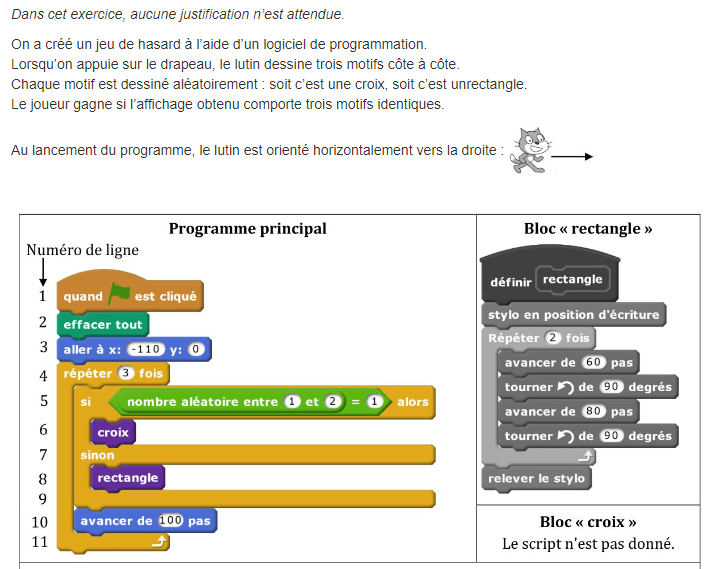 Dans cet exercice, aucune justification n'est attendue.
On a créé un jeu de hasard à l'aide d'un logiciel de programmation.
Lorsqu'on appuie sur le drapeau, le lutin dessine trois motifs côte à côte.
Chaque motif est dessiné aléatoirement : soit c'est une croix, soit c'est unrectangle.
Le joueur gagne si l'affichage obtenu comporte trois motifs identiques.
Au lancement du programme, le lutin est orienté horizontalement vers la droite :
Programme principal
Numéro de ligne
1 quand est cliqué
2 effacer tout
3 aller à x: -110 y: 0
4 répéter 3 fois
5 si nombre aléatoire entre 1 et 2 = 1 alors
6 croix
7 sinon
8 rectangle
9
10 avancer de 100 pas
11
Bloc « rectangle »
définir rectangle
stylo en position d'écriture
Répéter 2 fois
avancer de 60 pas
tourner de 90 degrés
avancer de 80 pas
tourner de 90 degrés
relever le stylo
Bloc « croix »
Le script n'est pas donné.